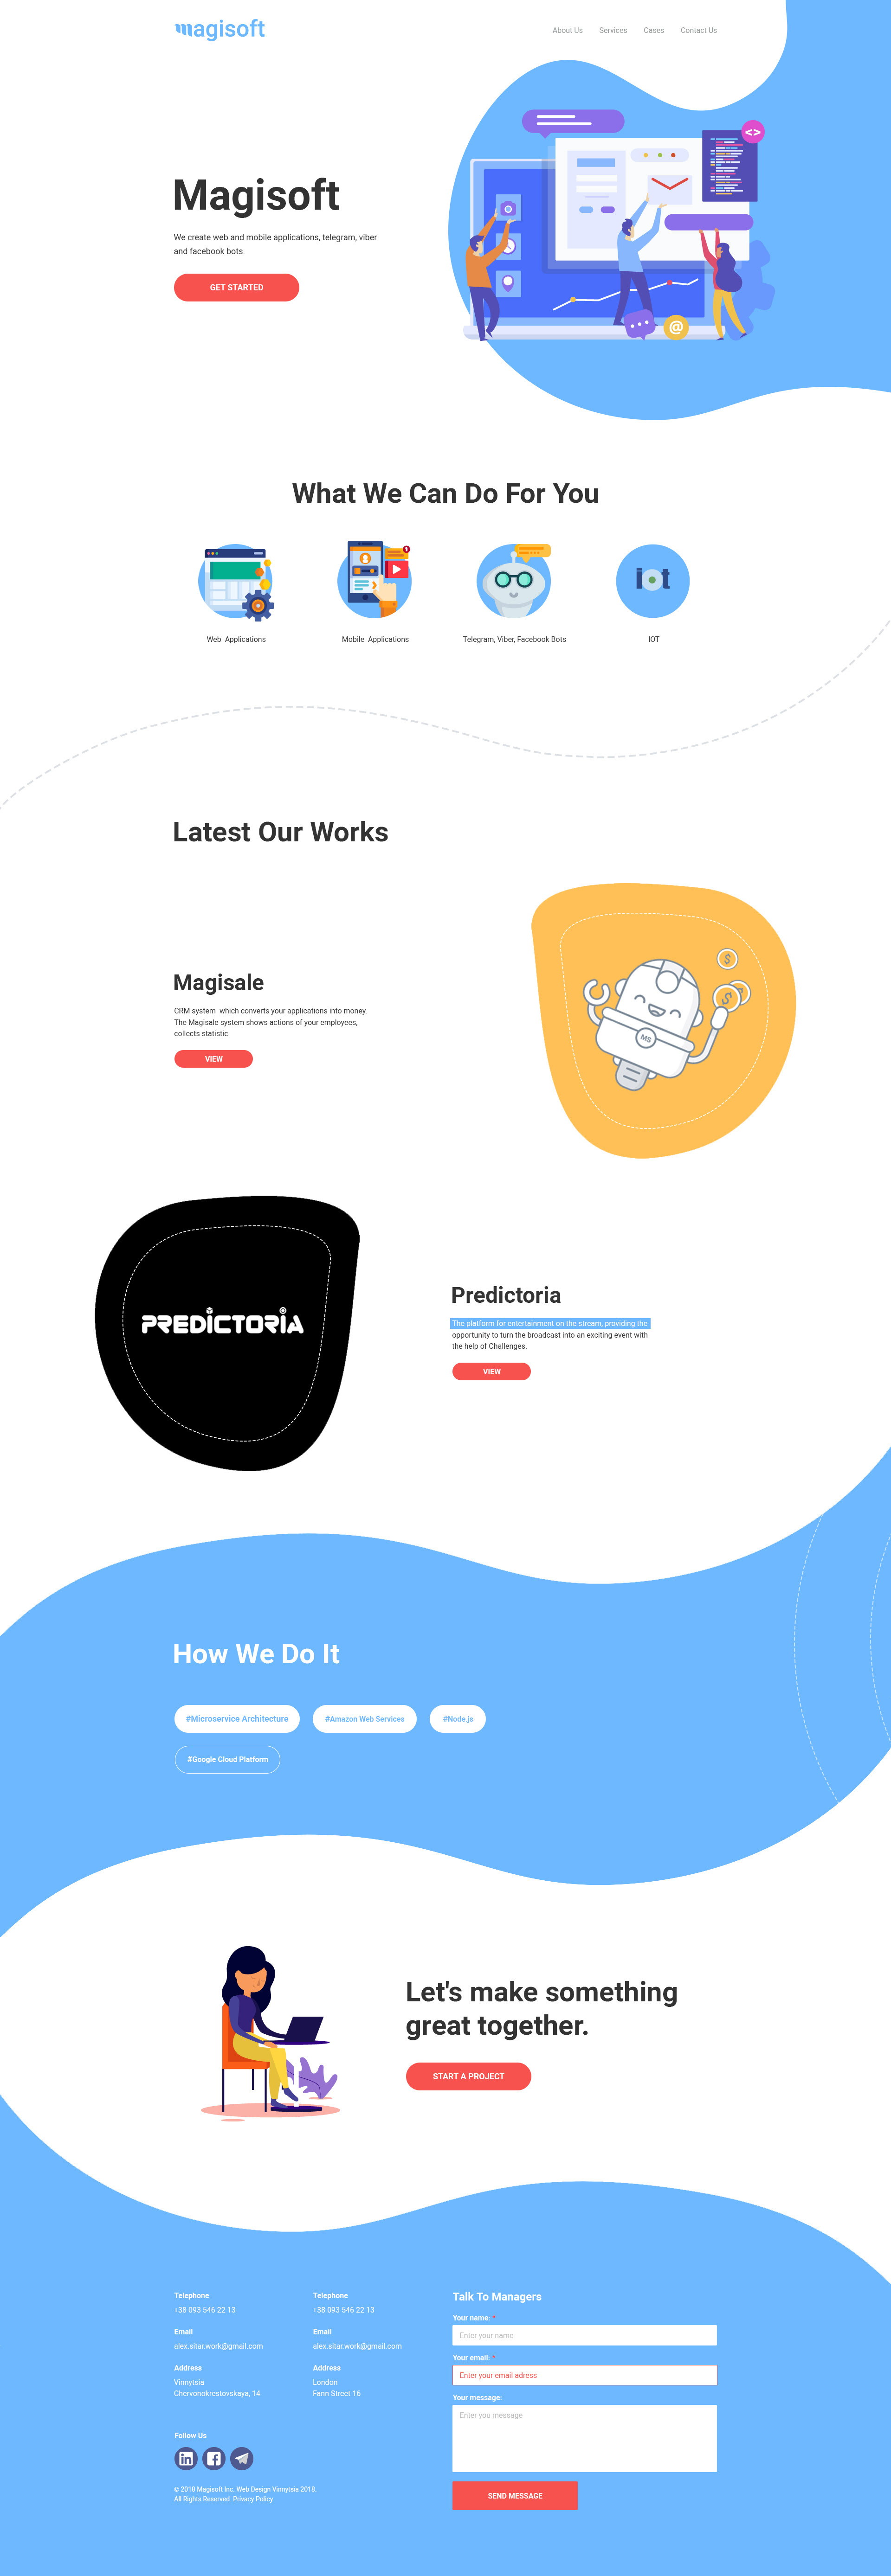 magisoft
About Us Services Cases Contact Us
<>
Magisoft
We create web and mobile applications, telegram, viber
and facebook bots.
GET STARTED
@
What We Can Do For You
iot
Web Applications
Mobile Applications
Telegram, Viber, Facebook Bots
IOT
Latest Our Works
Magisale
CRM system which converts your applications into money.
The Magisale system shows actions of your employees,
collects statistic.
VIEW
$
$
$
MS
PREDICTORIA
Predictoria
The platform for entertainment on the stream, providing the
opportunity to turn the broadcast into an exciting event with
the help of Challenges.
VIEW
How We Do It
#Microservice Architecture
#Amazon Web Services
#Node.js
#Google Cloud Platform
Let's make something
great together.
START A PROJECT
Telephone
+38 093 546 22 13
Email
alex.sitar.work@gmail.com
Address
Vinnytsia
Chervonokrestovskaya, 14
Telephone
+38 093 546 22 13
Email
alex.sitar.work@gmail.com
Address
London
Fann Street 16
Follow Us
in f
© 2018 Magisoft Inc. Web Design Vinnytsia 2018.
All Rights Reserved. Privacy Policy
Talk To Managers
Your name: *
Enter your name
Your email: *
Enter your email adress
Your message:
Enter you message
SEND MESSAGE